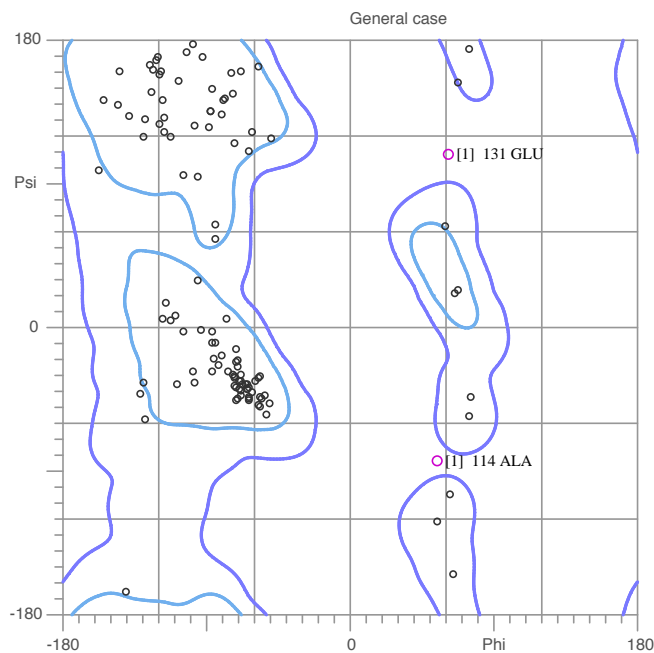 General case
180
[1] 131 GLU
Psi
0
[1] 114 ALA
-180
-180 0 Phi 180